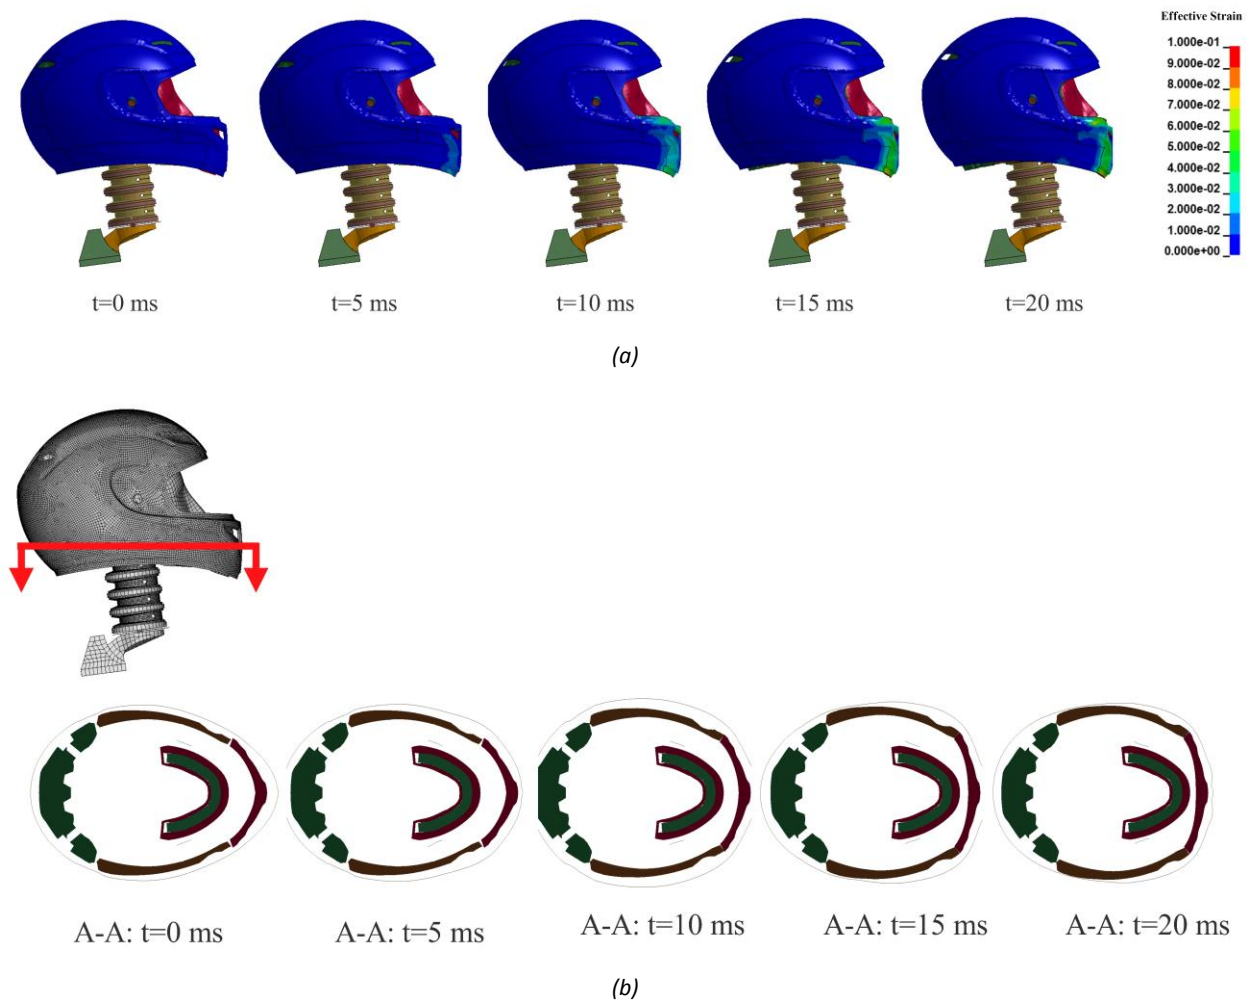 Effective Strain
1.000e-01
9.000e-02
8.000e-02
7.000e-02
6.000e-02
5.000e-02
4.000e-02
3.000e-02
2.000e-02
1.000e-02
0.000e+00
t=0 ms
t=5 ms
t=10 ms
t=15 ms
t=20 ms
(a)
A-A: t=0 ms
A-A: t=5 ms
A-A: t=10 ms
A-A: t=15 ms
A-A: t=20 ms
(b)